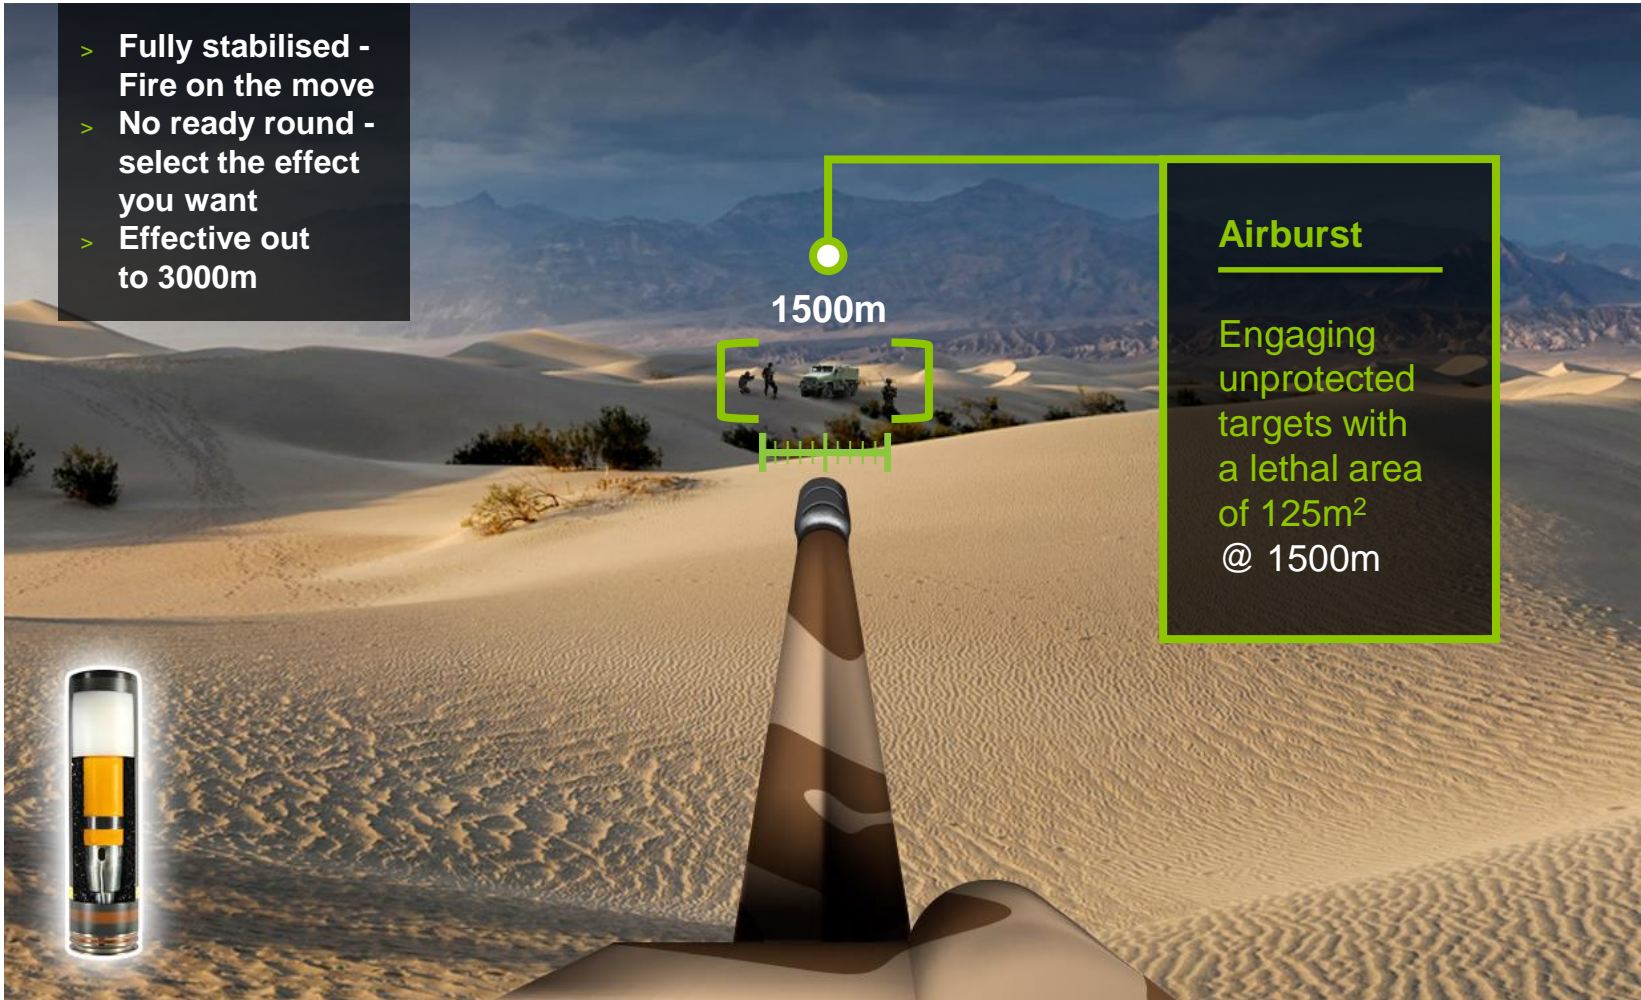 > Fully stabilised -
Fire on the move
> No ready round -
select the effect
you want
> Effective out
to 3000m
1500m
Airburst
Engaging
unprotected
targets with
a lethal area
of 125m²
@ 1500m